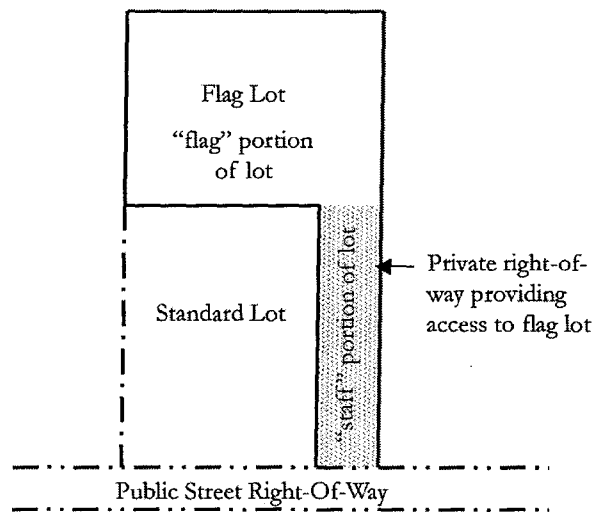 Flag Lot
“flag” portion
of lot
Standard Lot
“staff” portion of lot
Private right-of-
way providing
access to flag lot
Public Street Right-Of-Way